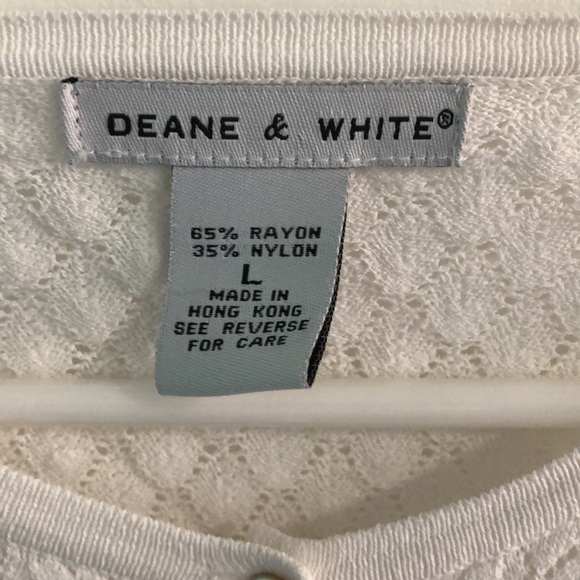 DEANE & WHITE®
65% RAYON
35% NYLON
L
MADE IN
HONG KONG
SEE REVERSE
FOR CARE